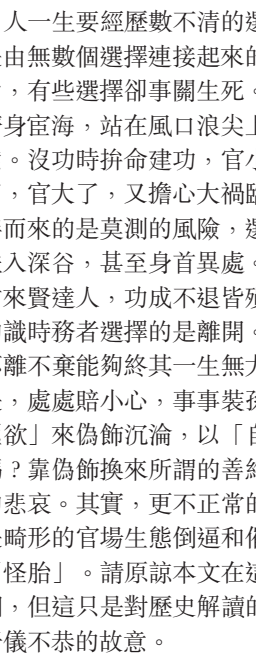 人一生要經歷數不清的選
由無數個選擇連接起來的
，有些選擇卻事關生死。
身宦海，站在風口浪尖上
。沒功時拚命建功，官小
，官大了，又擔心大禍臨
而來的是莫測的風險，選
入深谷，甚至身首異處。
來賢達人，功成不退皆殞
識時務者選擇的是離開。
離不棄能夠終其一生無大
，處處賠小心，事事裝孫
欲」來偽飾沉淪，以「自
？靠偽飾換來所謂的善終
悲哀。其實，更不正常的
畸形的官場生態倒逼和催
怪胎」。請原諒本文在這
，但這只是對歷史解讀的
儀不恭的故意。